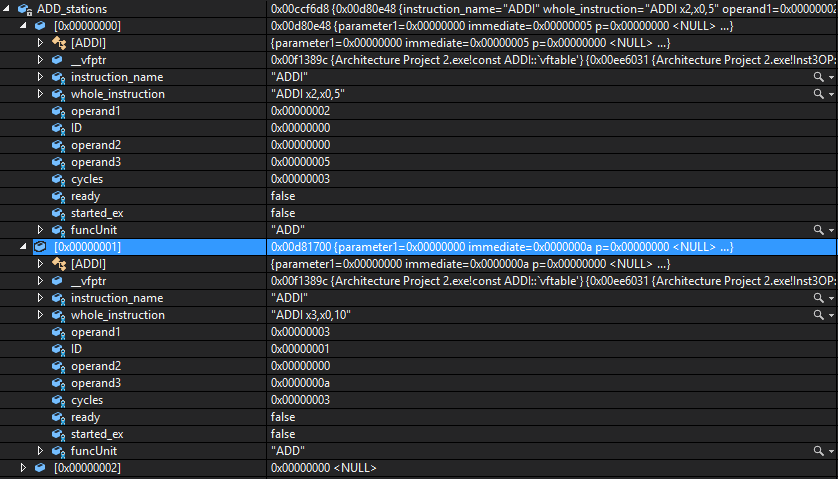 ADD_stations 0x00ccf6d8 {0x00d80e48 {instruction_name="ADDI" whole_instruction="ADDI x2,x0,5" operand1=0x00000002
[0x00000000] 0x00d80e48 {parameter1=0x00000000 immediate=0x00000005 p=0x00000000 <NULL> ...}
[ADDI] {parameter1=0x00000000 immediate=0x00000005 p=0x00000000 <NULL> ...}
__vfptr 0x00f1389c {Architecture Project 2.exe!const ADDI::`vftable'} {0x00ee6031 {Architecture Project 2.exe!Inst3OP:
instruction_name "ADDI"
whole_instruction "ADDI x2,x0,5"
operand1 0x00000002
ID 0x00000000
operand2 0x00000000
operand3 0x00000005
cycles 0x00000003
ready false
started_ex false
funcUnit "ADD"
[0x00000001] 0x00d81700 {parameter1=0x00000000 immediate=0x0000000a p=0x00000000 <NULL> ...}
[ADDI] {parameter1=0x00000000 immediate=0x0000000a p=0x00000000 <NULL> ...}
__vfptr 0x00f1389c {Architecture Project 2.exe!const ADDI::`vftable'} {0x00ee6031 {Architecture Project 2.exe!Inst3OP:
instruction_name "ADDI"
whole_instruction "ADDI x3,x0,10"
operand1 0x00000003
ID 0x00000001
operand2 0x00000000
operand3 0x0000000a
cycles 0x00000003
ready false
started_ex false
funcUnit "ADD"
[0x00000002] 0x00000000 <NULL>